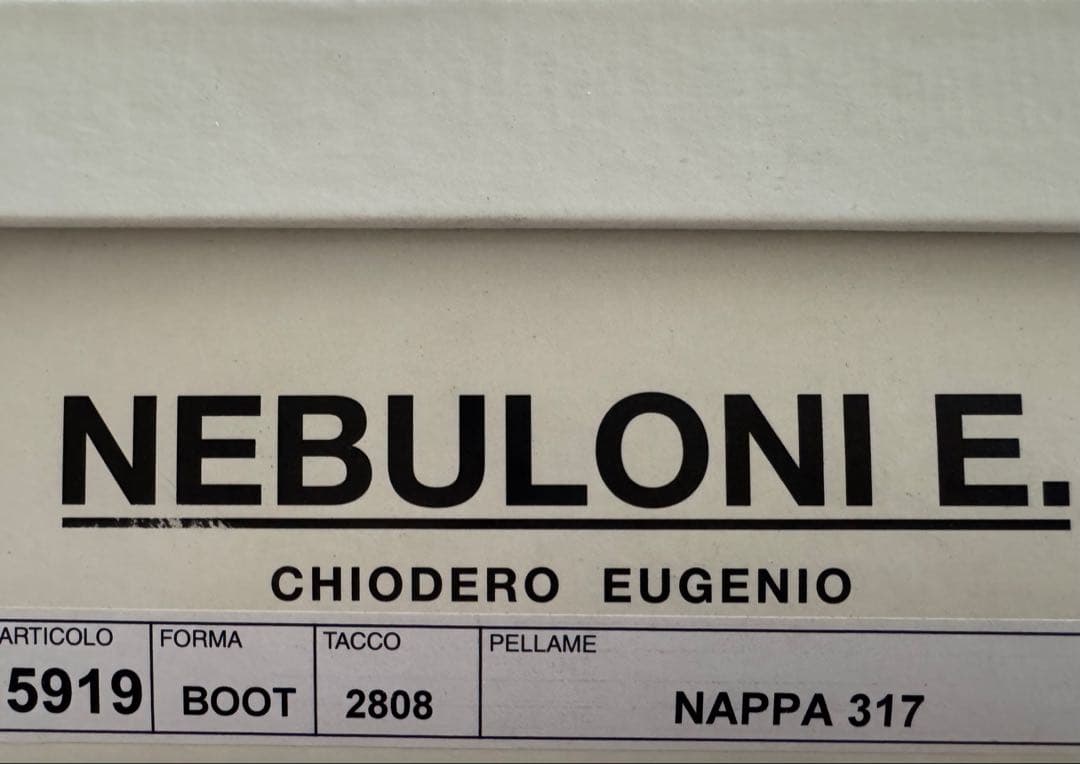 NEBULONI E.
CHIODERO EUGENIO
ARTICOLO FORMA TACCO PELLAME
5919 BOOT 2808 NAPPA 317